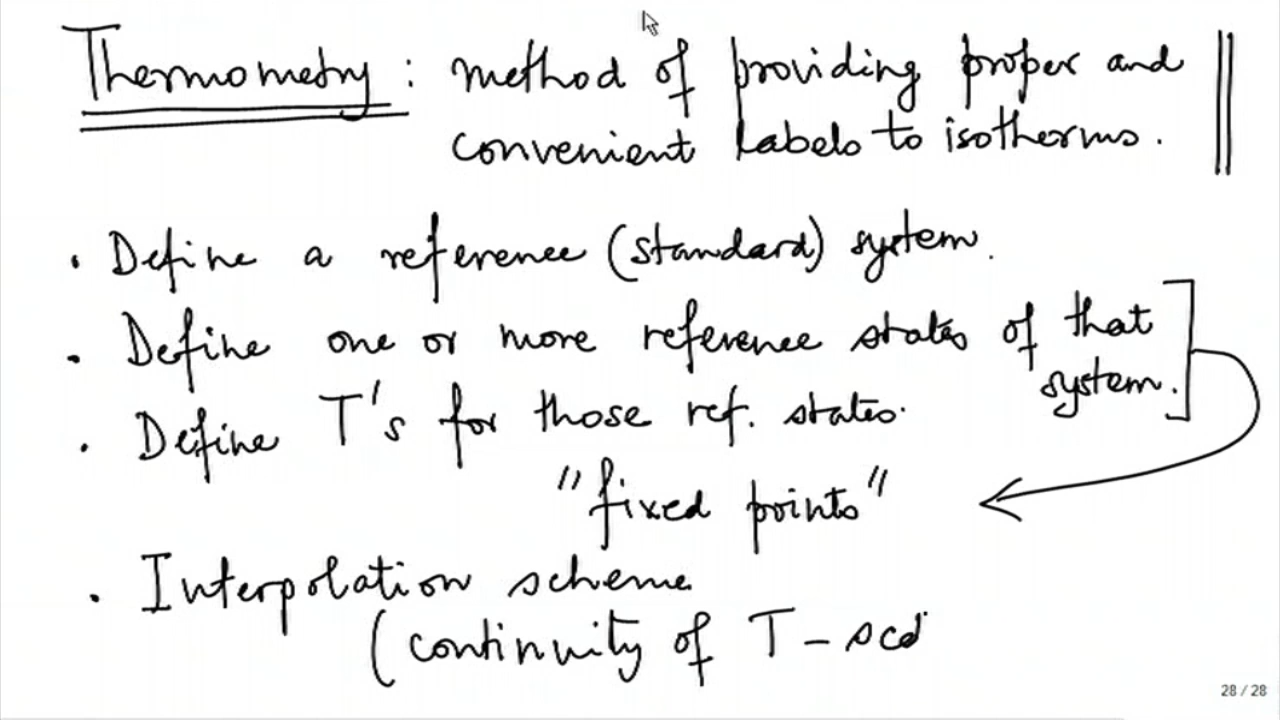 Thermometry : method of providing proper and
convenient labels to isotherms.
• Define a reference (standard) system.
• Define one or more reference states of that
system.
• Define T's for those ref. states.
"fixed points"
• Interpolation scheme
(continuity of T-
28 / 28